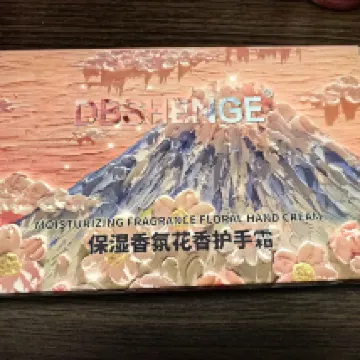 DBSHENGE®
MOISTURIZING FRAGRANCE FLORAL HAND CREAM
保湿香氛花香护手霜